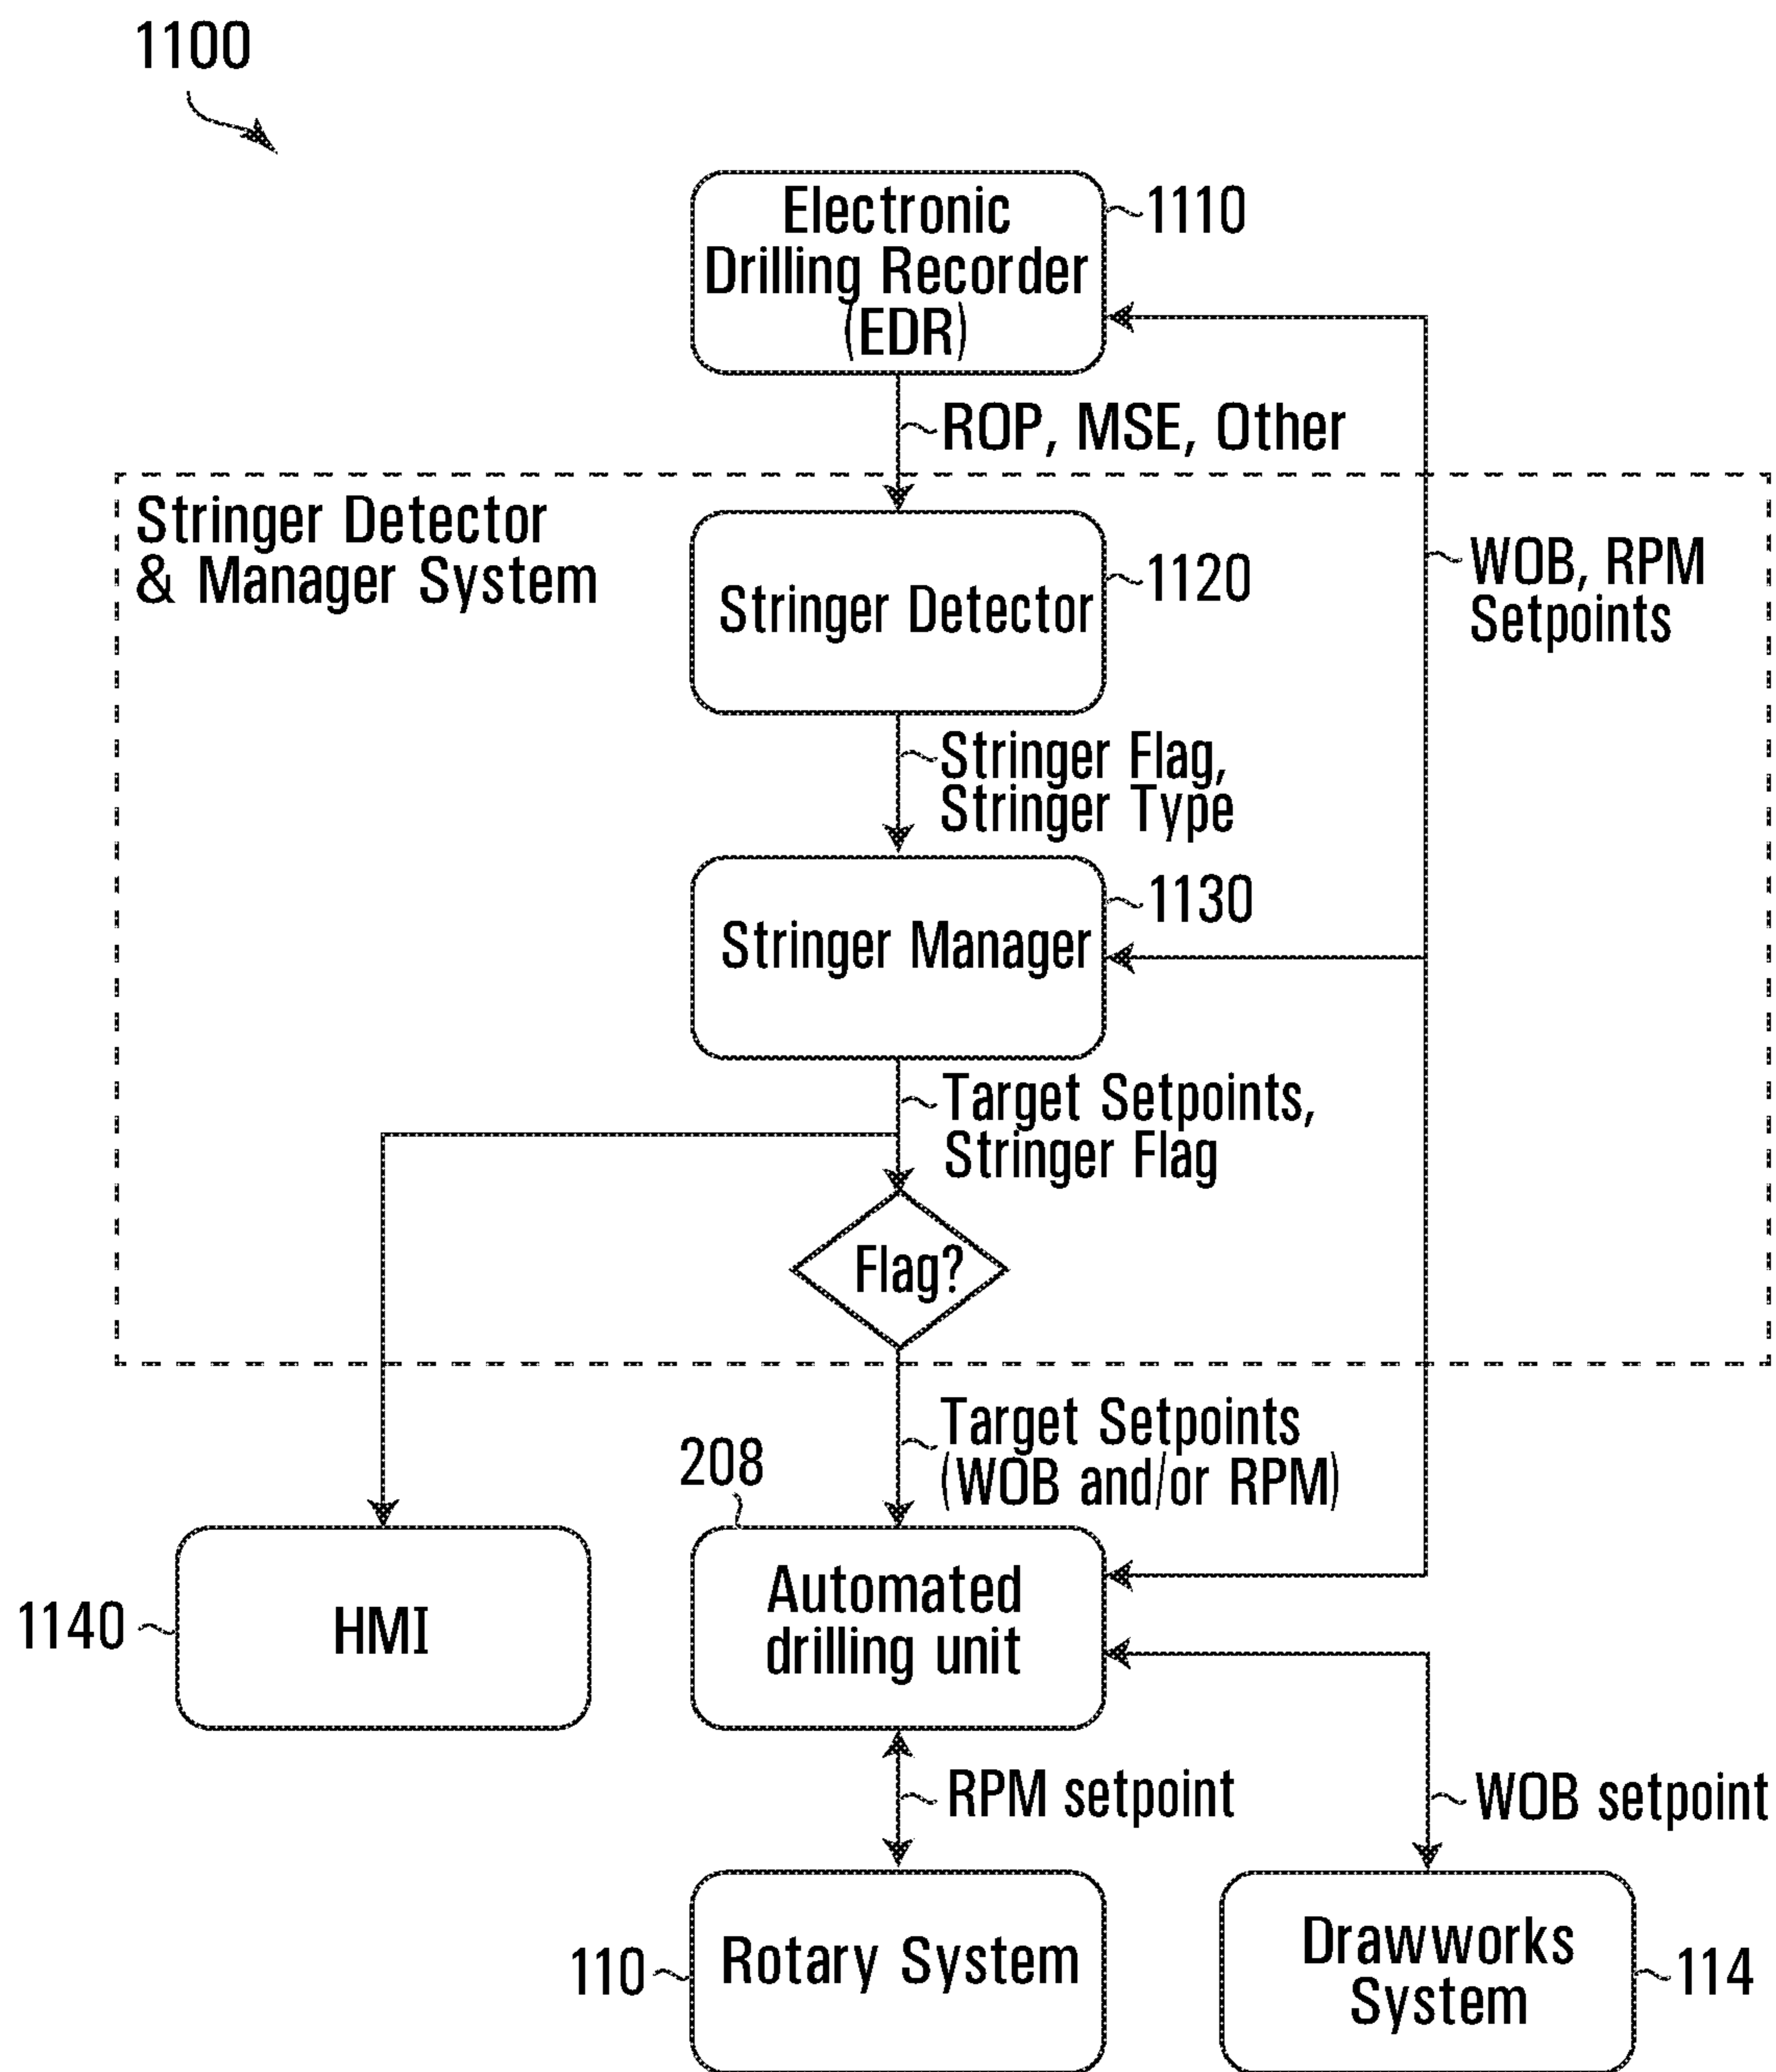 1100
Electronic
Drilling Recorder
(EDR)
1110
ROP, MSE, Other
Stringer Detector
& Manager System
Stringer Detector
1120
WOB, RPM
Setpoints
Stringer Flag,
Stringer Type
Stringer Manager
1130
Target Setpoints,
Stringer Flag
Flag?
Target Setpoints
(WOB and/or RPM)
208
1140
HMI
Automated
drilling unit
RPM setpoint
WOB setpoint
110
Rotary System
Drawworks
System
114